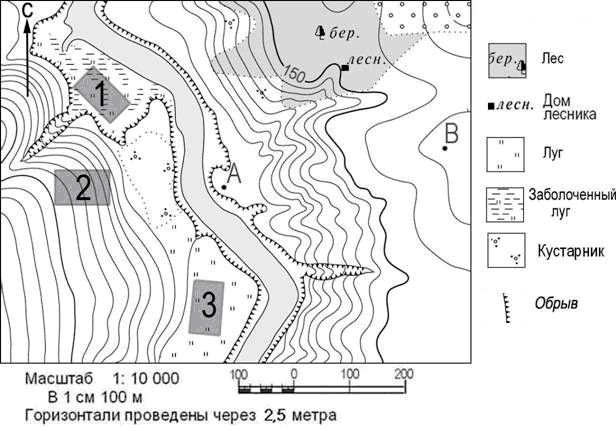 С
бер.
лесн.
150
1
2
3
А
В
бер. Лес
лесн. Дом лесника
Луг
Заболоченный луг
Кустарник
Обрыв
Масштаб 1: 10 000
В 1 см 100 м
Горизонтали проведены через 2,5 метра
100 0 100 200